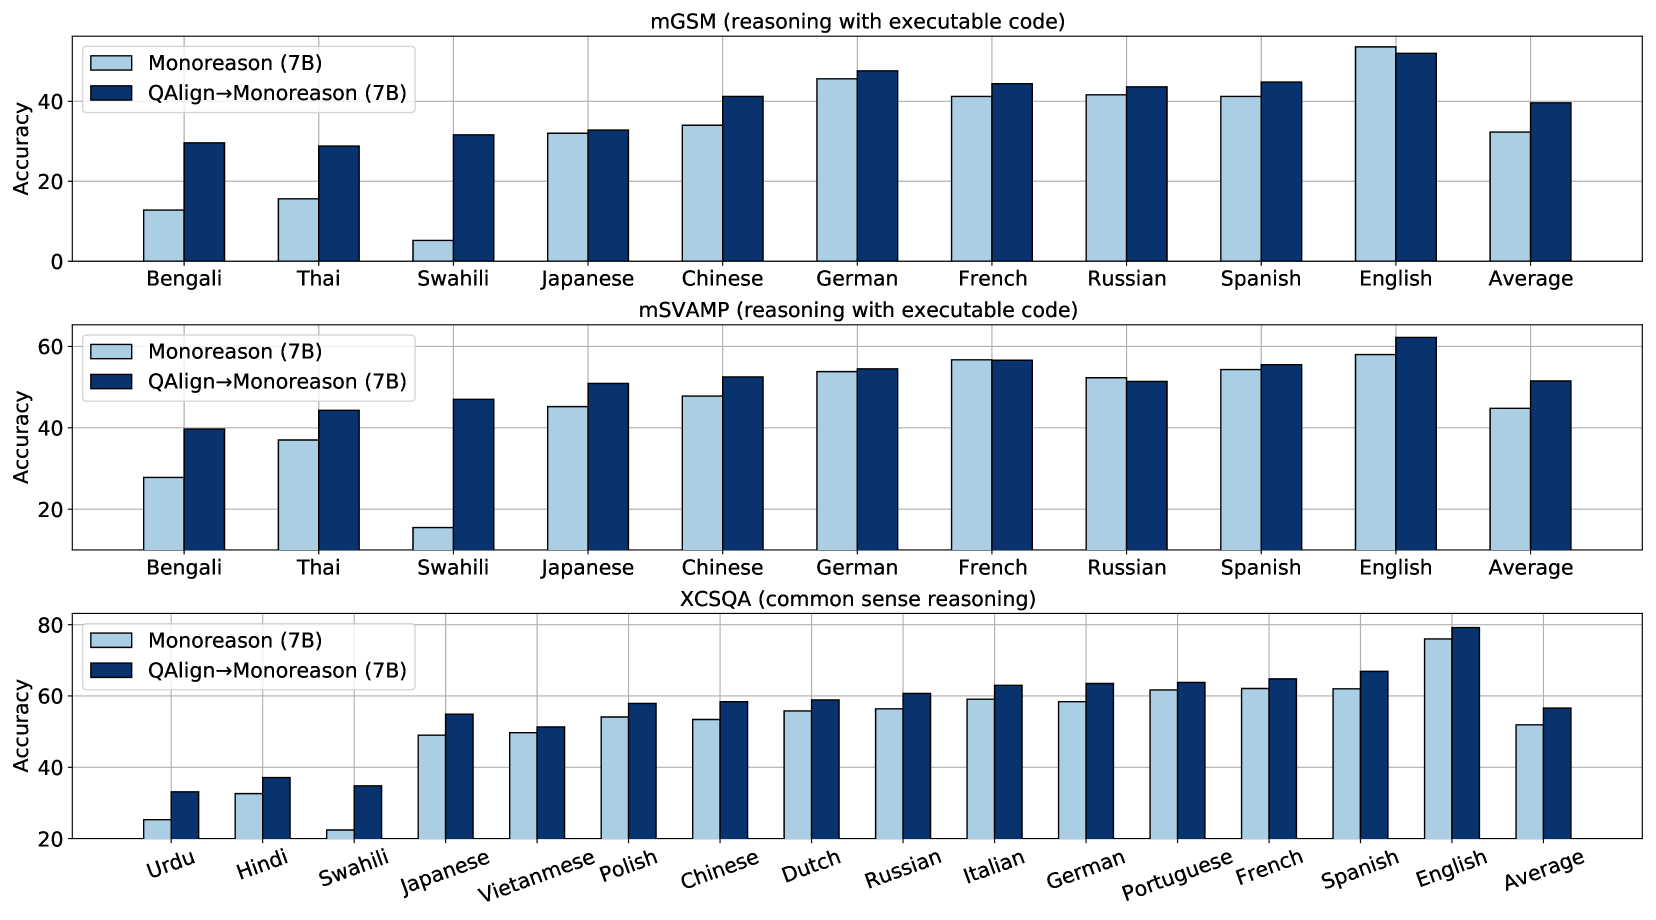 mGSM (reasoning with executable code)
Monoreason (7B)
QAlign→Monoreason (7B)
Accuracy
40
20
0
Bengali Thai Swahili Japanese Chinese German French Russian Spanish English Average
mSVAMP (reasoning with executable code)
Monoreason (7B)
QAlign→Monoreason (7B)
Accuracy
60
40
20
Bengali Thai Swahili Japanese Chinese German French Russian Spanish English Average
XCSQA (common sense reasoning)
Monoreason (7B)
QAlign→Monoreason (7B)
Accuracy
80
60
40
20
Urdu Hindi Swahili Japanese Vietanmese Polish Chinese Dutch Russian Italian German Portuguese French Spanish English Average